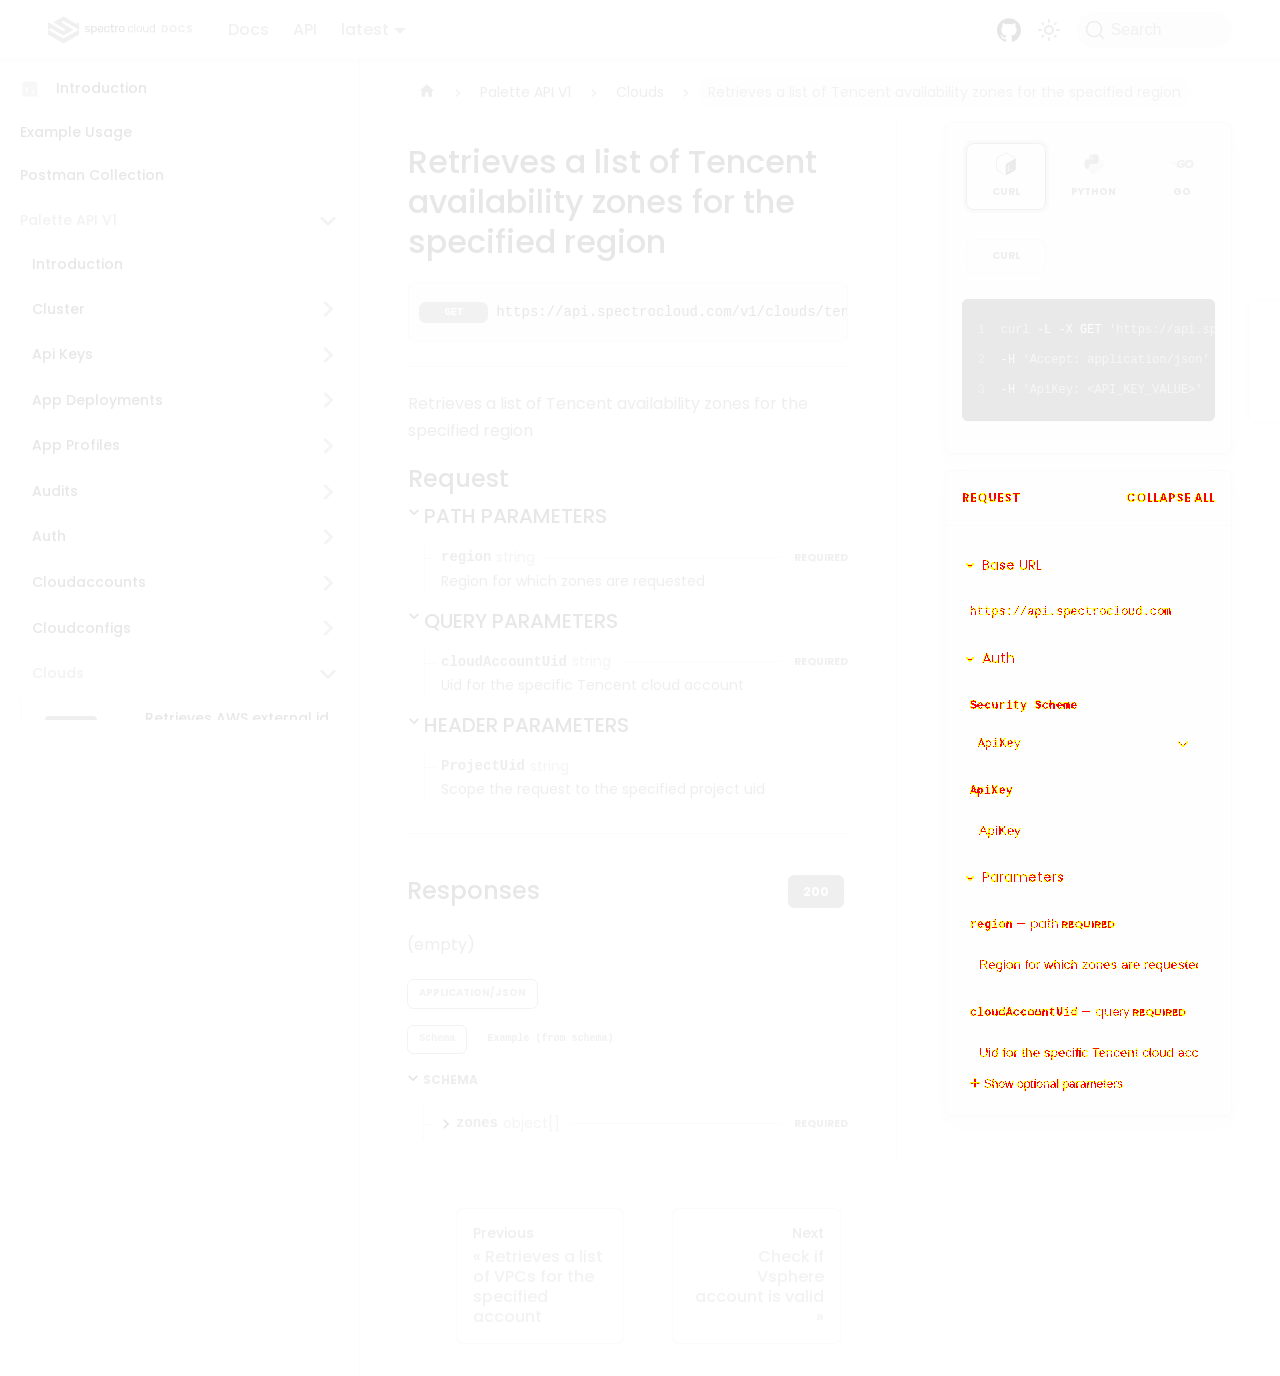 spectro cloud DOCS Docs API latest Search
Introduction
Example Usage
Postman Collection
Palette API V1
Introduction
Cluster
Api Keys
App Deployments
App Profiles
Audits
Auth
Cloudaccounts
Cloudconfigs
Clouds
Retrieves AWS external id
Palette API V1 Clouds Retrieves a list of Tencent availability zones for the specified region
Retrieves a list of Tencent
availability zones for the
specified region
GET https://api.spectrocloud.com/v1/clouds/ten
Retrieves a list of Tencent availability zones for the
specified region
Request
PATH PARAMETERS
region string REQUIRED
Region for which zones are requested
QUERY PARAMETERS
cloudAccountUid string REQUIRED
Uid for the specific Tencent cloud account
HEADER PARAMETERS
ProjectUid string
Scope the request to the specified project uid
Responses 200
(empty)
APPLICATION/JSON
Schema Example (from schema)
SCHEMA
zones object[] REQUIRED
Previous
« Retrieves a list
of VPCs for the
specified
account
Next
Check if
Vsphere
account is valid
»
CURL PYTHON GO
CURL
1 curl -L -X GET 'https://api.sp
2 -H 'Accept: application/json'
3 -H 'ApiKey: <API_KEY_VALUE>'
REQUEST COLLAPSE ALL
Base URL
https://api.spectrocloud.com
Auth
Security Scheme
ApiKey
ApiKey
ApiKey
Parameters
region — path REQUIRED
Region for which zones are requested
cloudAccountUid — query REQUIRED
Uid for the specific Tencent cloud acc
Show optional parameters